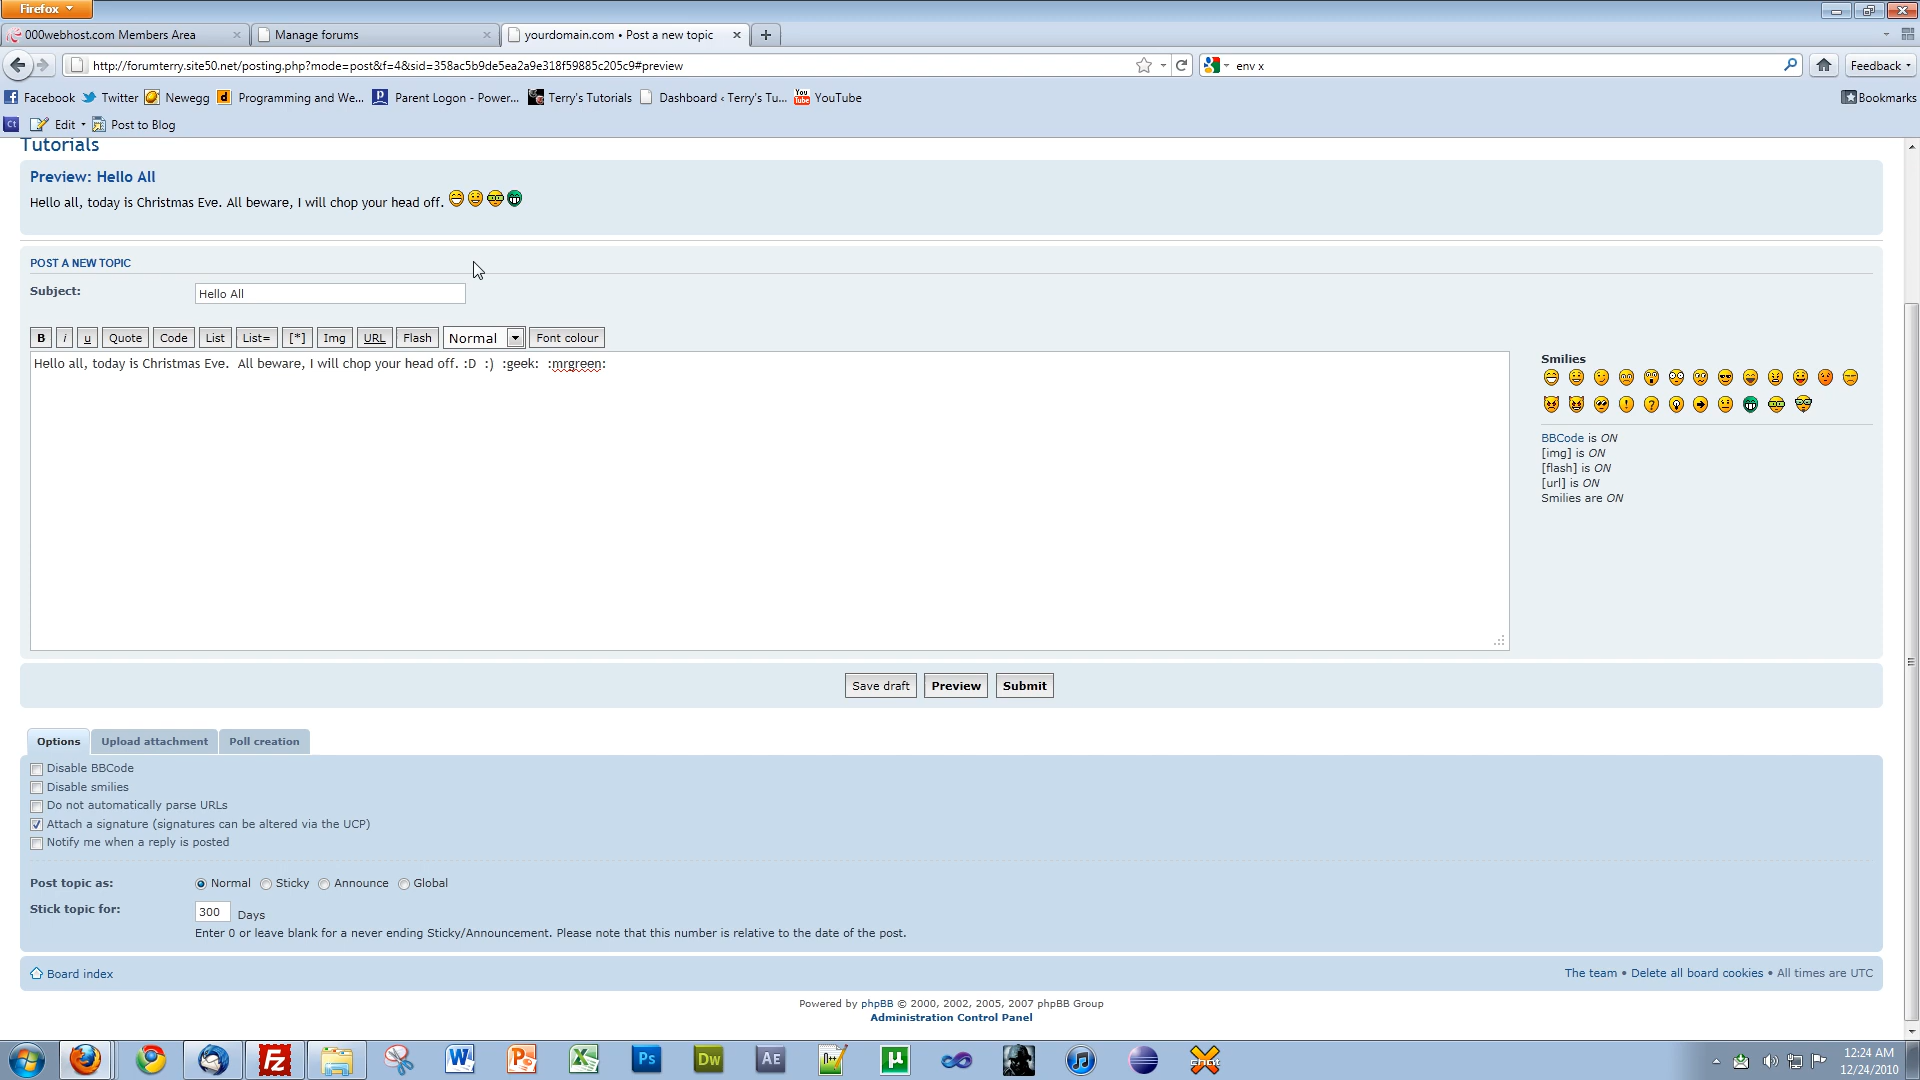 Firefox
000webhost.com Members Area
Manage forums
yourdomain.com • Post a new topic
http://forumterry.site50.net/posting.php?mode=post&f=4&sid=358ac5b9de5ea2a9e318f59885c205c9#preview
env x
Feedback
Facebook Twitter Newegg Programming and We... Parent Logon - Power... Terry's Tutorials Dashboard ‹ Terry's Tu... YouTube
Bookmarks
Edit Post to Blog
Tutorials
Preview: Hello All
Hello all, today is Christmas Eve. All beware, I will chop your head off.
POST A NEW TOPIC
Subject: Hello All
B i u Quote Code List List= [*] Img URL Flash Normal Font colour
Hello all, today is Christmas Eve.  All beware, I will chop your head off. :D  :)  :geek:  :mrgreen:
Smilies
BBCode is ON
[img] is ON
[flash] is ON
[url] is ON
Smilies are ON
Save draft Preview Submit
Options Upload attachment Poll creation
Disable BBCode
Disable smilies
Do not automatically parse URLs
Attach a signature (signatures can be altered via the UCP)
Notify me when a reply is posted
Post topic as: Normal Sticky Announce Global
Stick topic for: 300 Days
Enter 0 or leave blank for a never ending Sticky/Announcement. Please note that this number is relative to the date of the post.
Board index
The team • Delete all board cookies • All times are UTC
Powered by phpBB © 2000, 2002, 2005, 2007 phpBB Group
Administration Control Panel
12:24 AM
12/24/2010